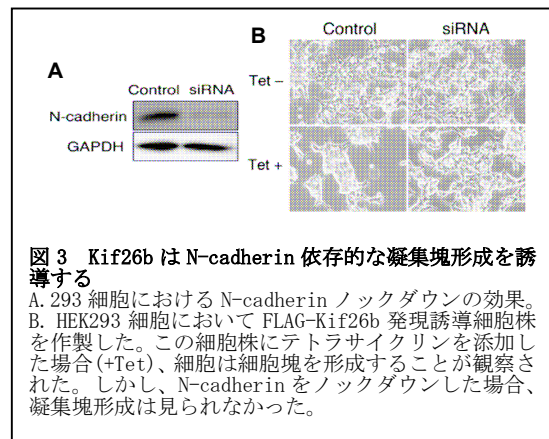 A
Control siRNA
N-cadherin
GAPDH
B
Control siRNA
Tet −
Tet +
図 3 Kif26b は N-cadherin 依存的な凝集塊形成を誘
導する
A. 293 細胞における N-cadherin ノックダウンの効果。
B. HEK293 細胞において FLAG-Kif26b 発現誘導細胞株
を作製した。この細胞株にテトラサイクリンを添加し
た場合(+Tet)、細胞は細胞塊を形成することが観察さ
れた。しかし、N-cadherin をノックダウンした場合、
凝集塊形成は見られなかった。